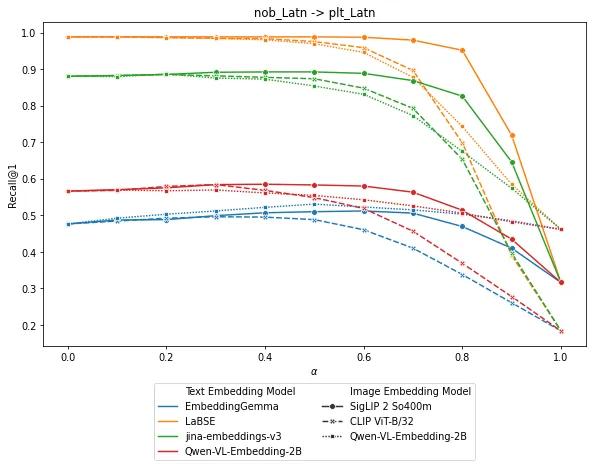 nob_Latn -> plt_Latn
1.0
0.9
0.8
0.7
0.6
0.5
0.4
0.3
0.2
Recall@1
0.0 0.2 0.4 0.6 0.8 1.0
α
Text Embedding Model Image Embedding Model
EmbeddingGemma SigLIP 2 So400m
LaBSE CLIP ViT-B/32
jina-embeddings-v3 Qwen-VL-Embedding-2B
Qwen-VL-Embedding-2B